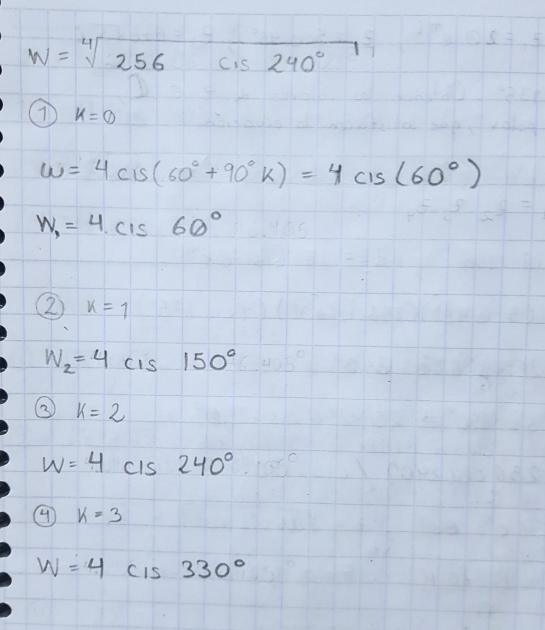 W = ∜256 cis 240°
① K=0
W = 4 cis (60° + 90° K) = 4 cis (60°)
W₁ = 4 cis 60°
② K = 1
W₂ = 4 cis 150°
③ K = 2
W = 4 cis 240°
④ K = 3
W = 4 cis 330°